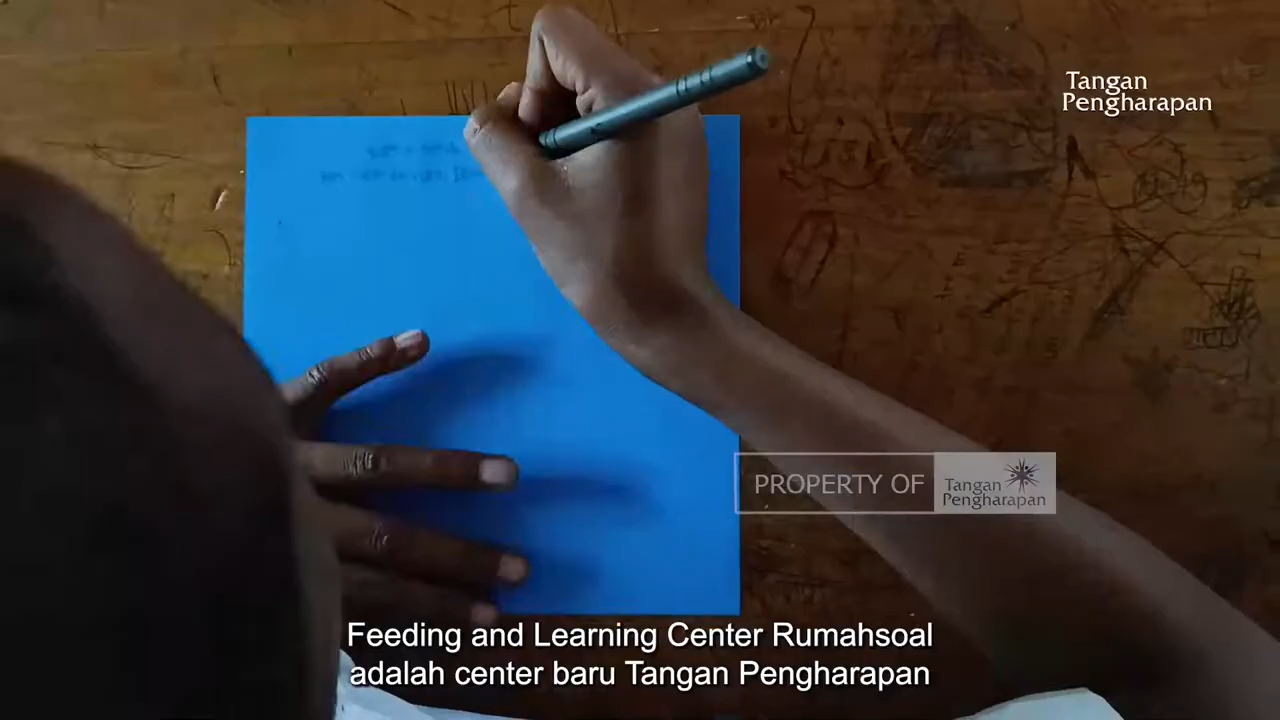 Tangan
Pengharapan
PROPERTY OF
Tangan
Pengharapan
Feeding and Learning Center Rumahsoal
adalah center baru Tangan Pengharapan